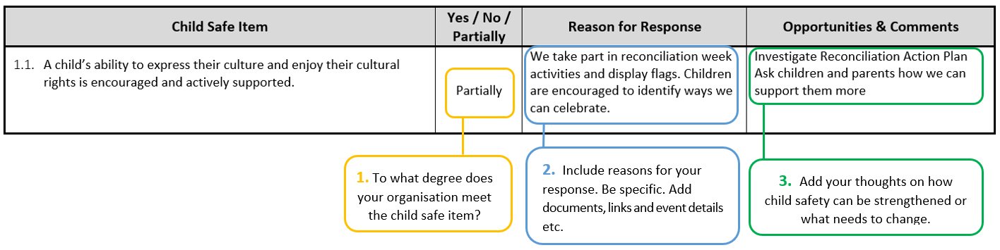 Child Safe Item
Yes / No /
Partially
Reason for Response
Opportunities & Comments
1.1. A child’s ability to express their culture and enjoy their cultural
rights is encouraged and actively supported.
Partially
We take part in reconciliation week
activities and display flags. Children
are encouraged to identify ways we
can celebrate.
Investigate Reconciliation Action Plan
Ask children and parents how we can
support them more
1. To what degree does
your organisation meet
the child safe item?
2. Include reasons for your
response. Be specific. Add
documents, links and event details
etc.
3. Add your thoughts on how
child safety can be strengthened or
what needs to change.